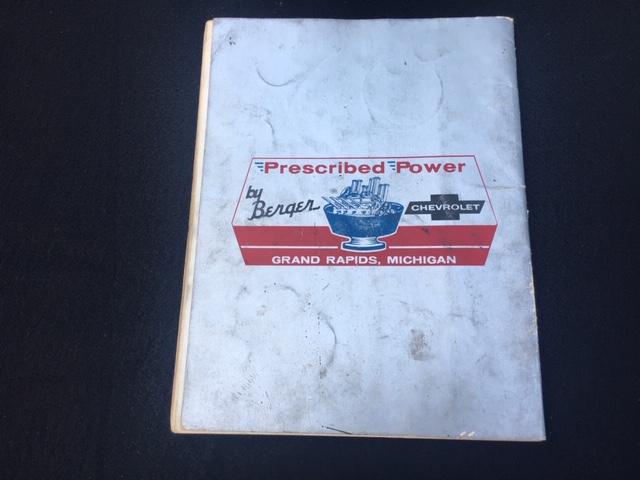 Prescribed Power
by
Berger
CHEVROLET
GRAND RAPIDS, MICHIGAN